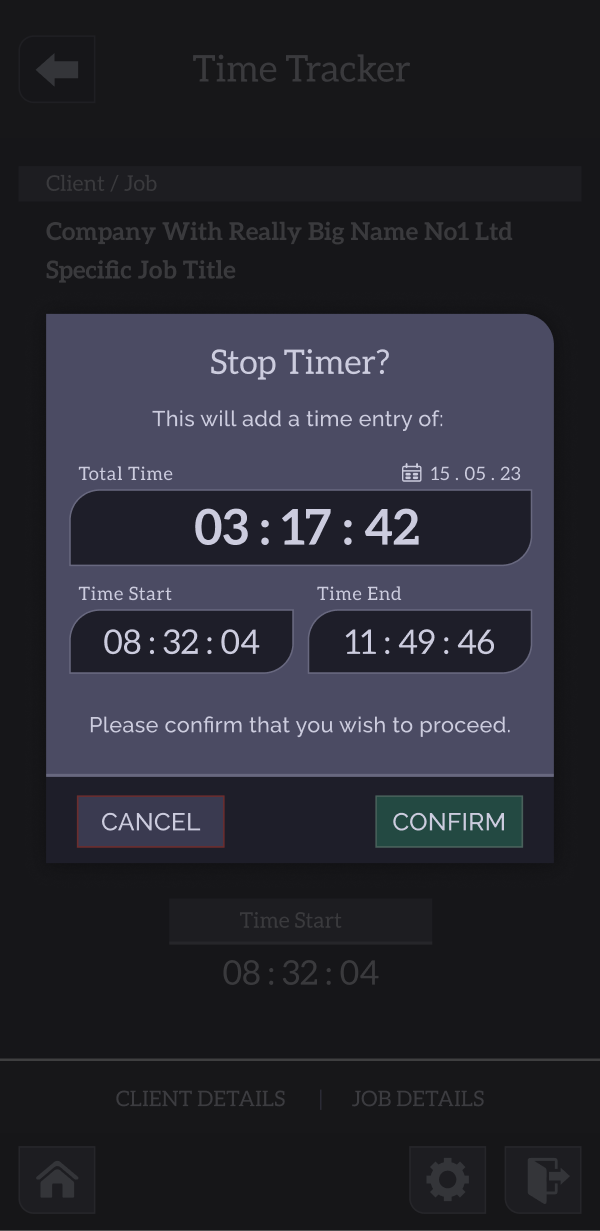 Time Tracker
Client / Job
Company With Really Big Name No1 Ltd
Specific Job Title
Stop Timer?
This will add a time entry of:
Total Time 15 . 05 . 23
03 : 17 : 42
Time Start Time End
08 : 32 : 04 11 : 49 : 46
Please confirm that you wish to proceed.
CANCEL CONFIRM
Time Start
08 : 32 : 04
CLIENT DETAILS | JOB DETAILS